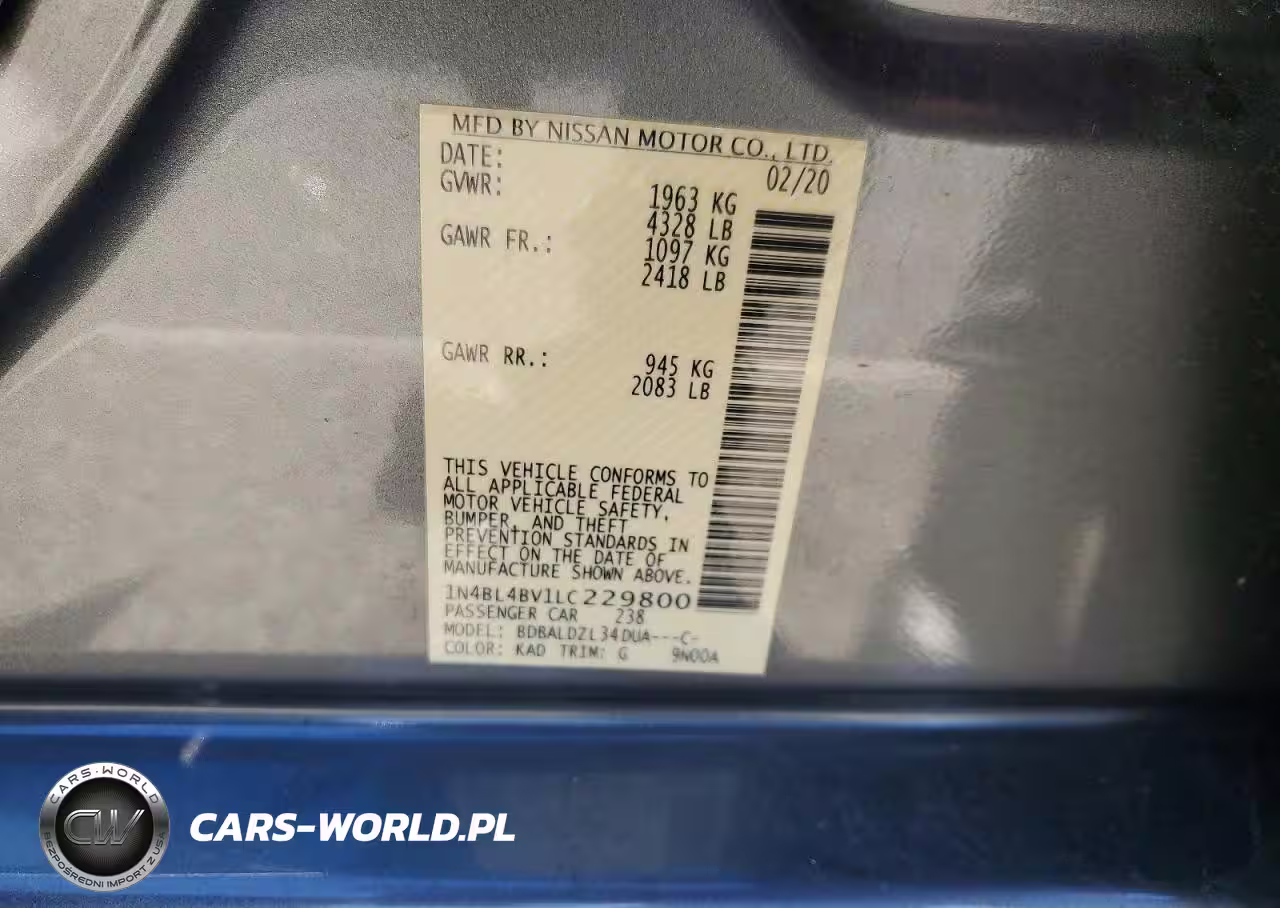 MFD BY NISSAN MOTOR CO., LTD.
DATE: 02/20
GVWR: 1963 KG
4328 LB
GAWR FR.: 1097 KG
2418 LB
GAWR RR.: 945 KG
2083 LB
THIS VEHICLE CONFORMS TO
ALL APPLICABLE FEDERAL
MOTOR VEHICLE SAFETY,
BUMPER, AND THEFT
PREVENTION STANDARDS IN
EFFECT ON THE DATE OF
MANUFACTURE SHOWN ABOVE.
1N4BL4BV1LC229800
PASSENGER CAR 238
MODEL: BDBALDZL34DUA---C-
COLOR: KAD TRIM: G 9N00A
CARS-WORLD
CW
BEZPOŚREDNI IMPORT Z USA
CARS-WORLD.PL